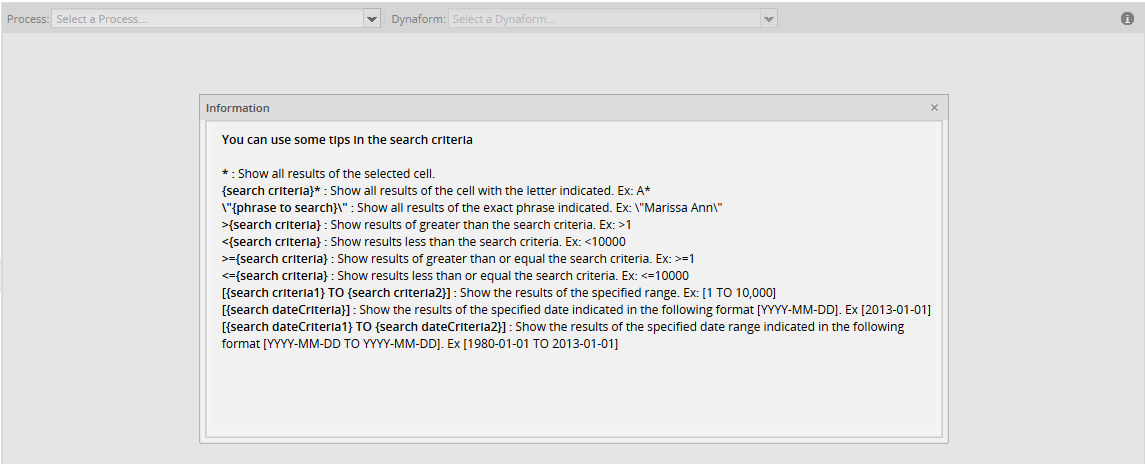 Process: Select a Process... Dynaform: Select a Dynaform...
Information
You can use some tips in the search criteria
* : Show all results of the selected cell.
{search criteria}* : Show all results of the cell with the letter indicated. Ex: A*
\"{phrase to search}\" : Show all results of the exact phrase indicated. Ex: \"Marissa Ann\"
>{search criteria} : Show results of greater than the search criteria. Ex: >1
<{search criteria} : Show results less than the search criteria. Ex: <10000
>={search criteria} : Show results of greater than or equal the search criteria. Ex: >=1
<={search criteria} : Show results less than or equal the search criteria. Ex: <=10000
[{search criteria1} TO {search criteria2}] : Show the results of the specified range. Ex: [1 TO 10,000]
[{search dateCriteria}] : Show the results of the specified date indicated in the following format [YYYY-MM-DD]. Ex [2013-01-01]
[{search dateCriteria1} TO {search dateCriteria2}] : Show the results of the specified date range indicated in the following
format [YYYY-MM-DD TO YYYY-MM-DD]. Ex [1980-01-01 TO 2013-01-01]